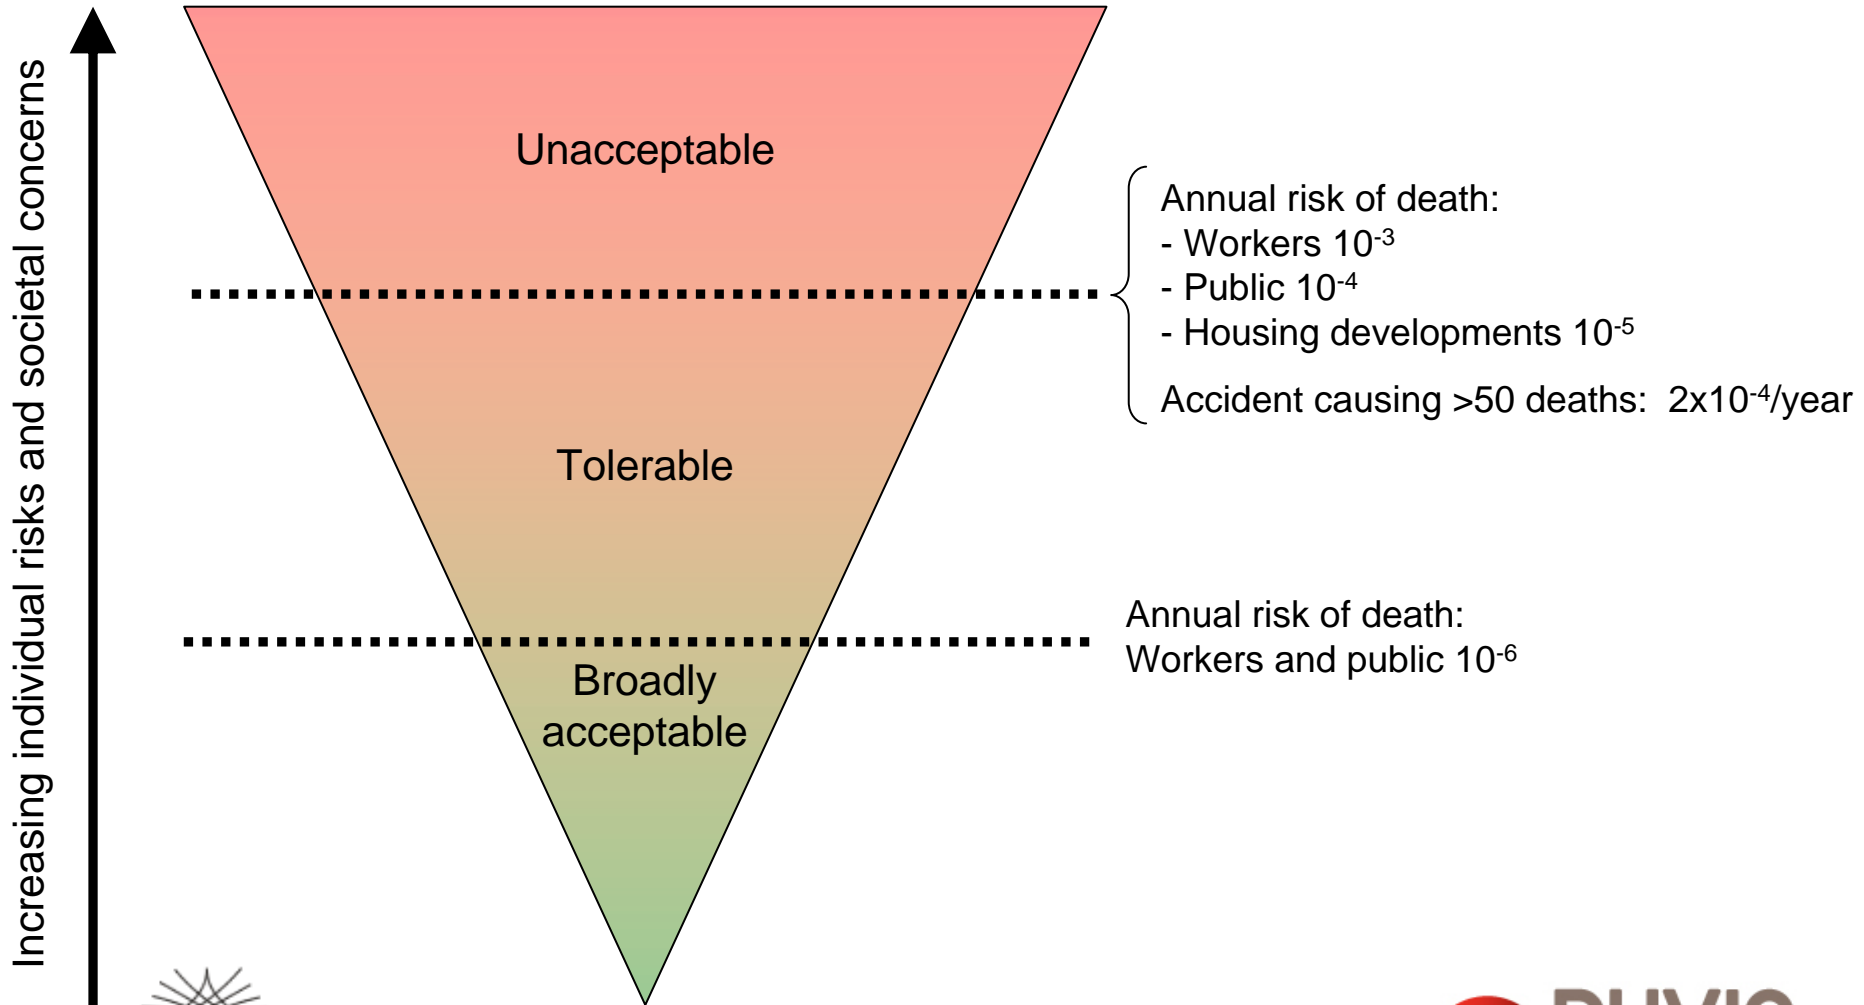 Increasing individual risks and societal concerns
Unacceptable
Annual risk of death:
- Workers 10⁻³
- Public 10⁻⁴
- Housing developments 10⁻⁵
Accident causing >50 deaths: 2x10⁻⁴/year
Tolerable
Annual risk of death:
Workers and public 10⁻⁶
Broadly
acceptable